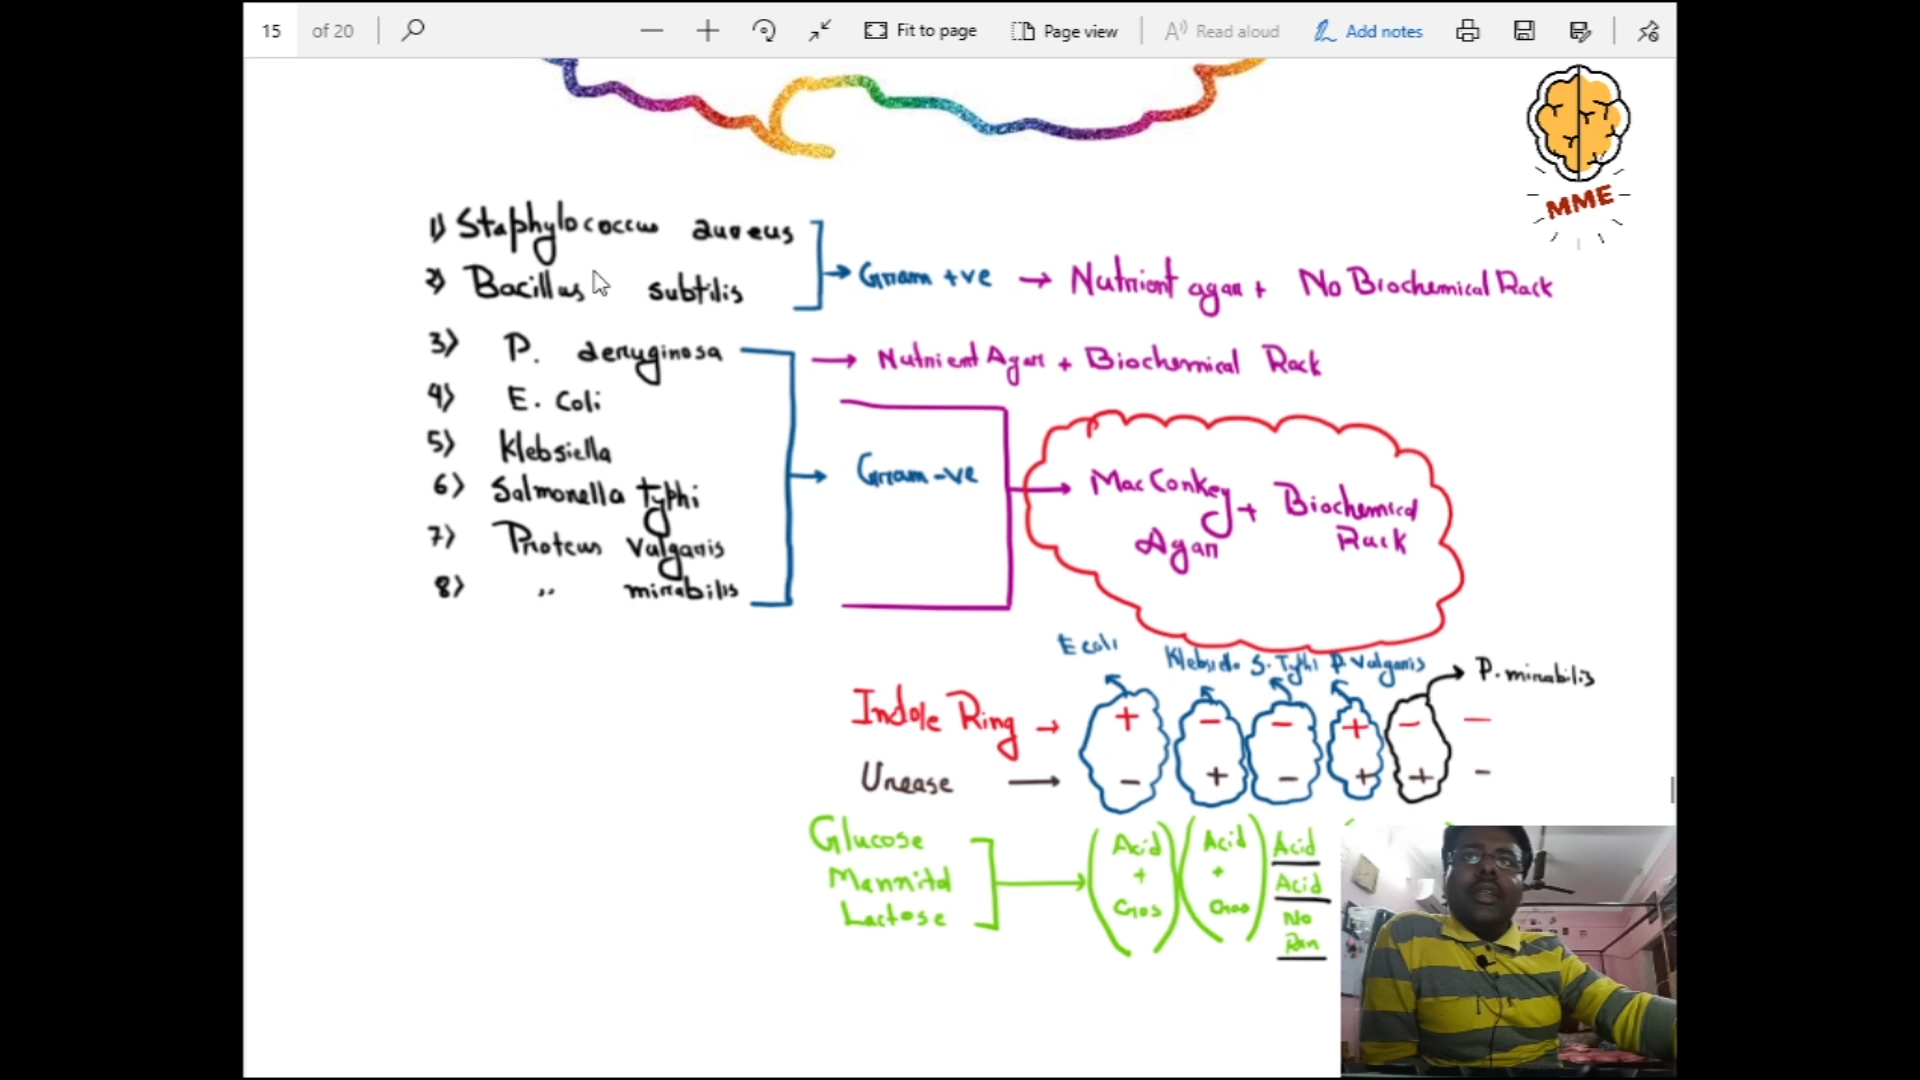 15 of 20 Fit to page Page view Read aloud Add notes
MME
1) Staphylococcus aureus
2) Bacillus subtilis
Gram +ve → Nutrient agar + No Biochemical Rack
3) P. aeruginosa → Nutrient Agar + Biochemical Rack
4) E. Coli
5) Klebsiella
6) Salmonella typhi
7) Proteus Vulgaris
8) " mirabilis
Gram -ve
MacConkey Agar + Biochemical Rack
E coli Klebsiella S. Typhi P. Vulgaris P. mirabilis
Indole Ring → + - - + - -
Urease → - + - + + -
Glucose
Mannitol
Lactose
Acid + Gas
Acid + Gas
Acid
Acid
No Rxn